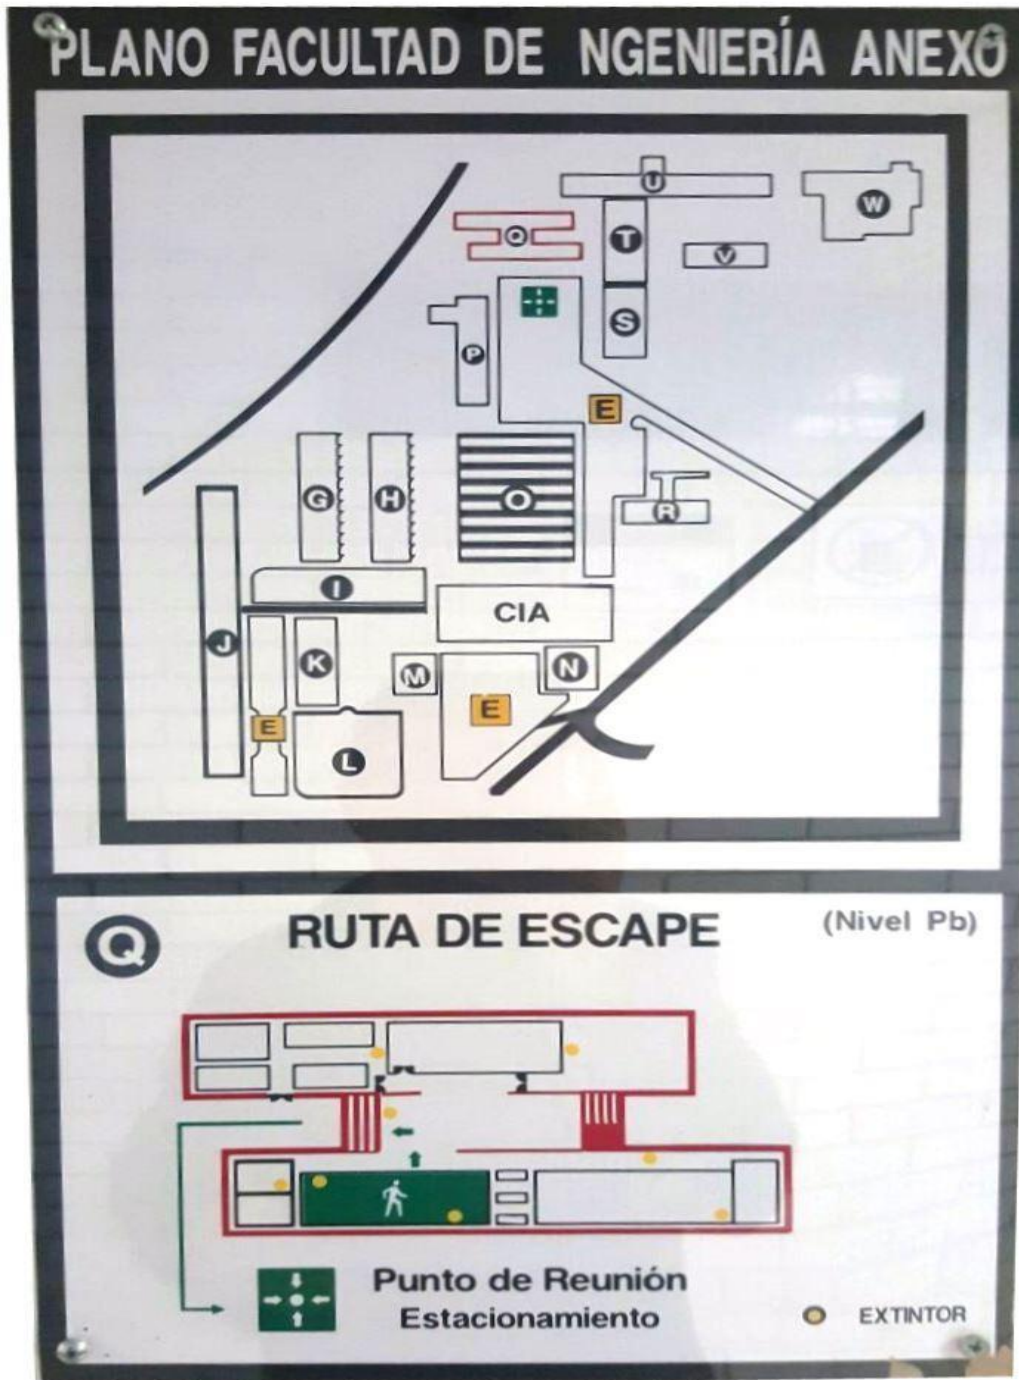 PLANO FACULTAD DE NGENIERÍA ANEXO
U
W
Q
T
V
S
P
E
G
H
O
R
I
CIA
J
K
M
N
E
E
L
Q
RUTA DE ESCAPE
(Nivel Pb)
Punto de Reunión
Estacionamiento
EXTINTOR